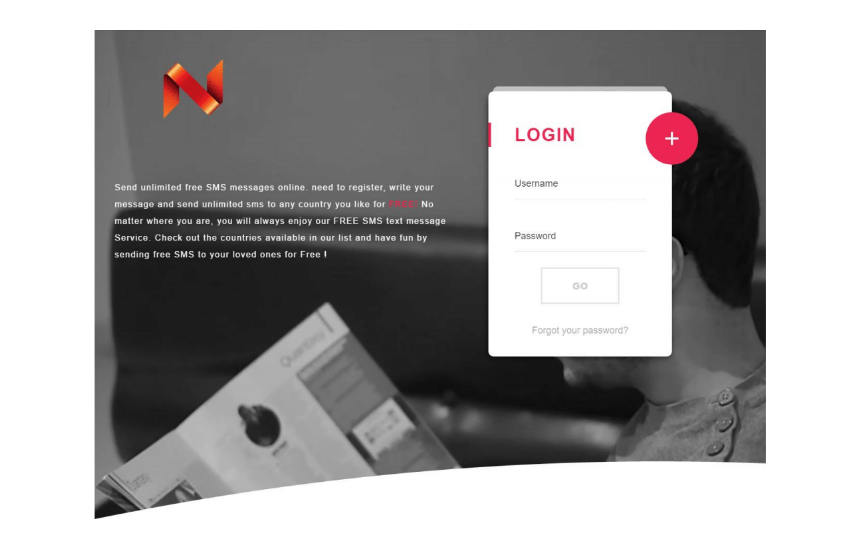 Send unlimited free SMS messages online. need to register, write your
message and send unlimited sms to any country you like for FREE! No
matter where you are, you will always enjoy our FREE SMS text message
Service. Check out the countries available in our list and have fun by
sending free SMS to your loved ones for Free !
LOGIN
+
Username
Password
GO
Forgot your password?